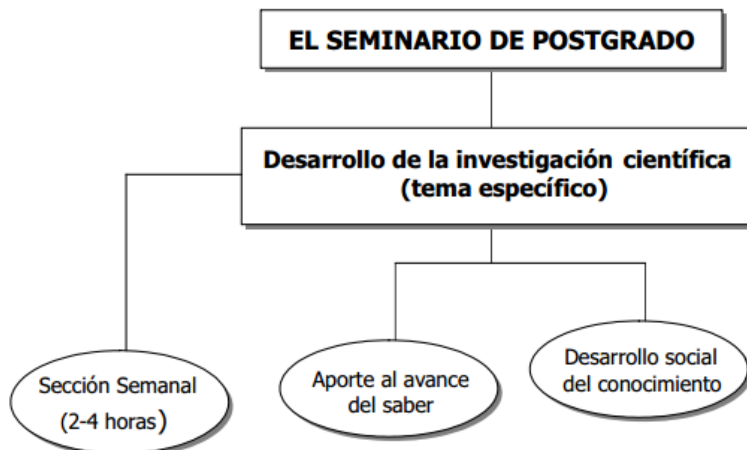 EL SEMINARIO DE POSTGRADO
Desarrollo de la investigación científica
(tema específico)
Sección Semanal
(2-4 horas)
Aporte al avance
del saber
Desarrollo social
del conocimiento